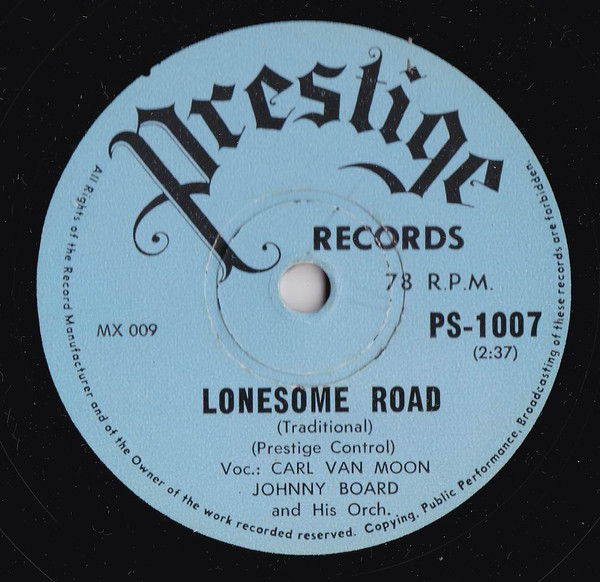 Prestige
RECORDS
78 R.P.M.
MX 009
PS-1007
(2:37)
LONESOME ROAD
(Traditional)
(Prestige Control)
Voc.: CARL VAN MOON
JOHNNY BOARD
and His Orch.
All Rights of the Record Manufacturer and of the Owner of the work recorded reserved. Copying, Public Performance, Broadcasting of these records are forbidden.